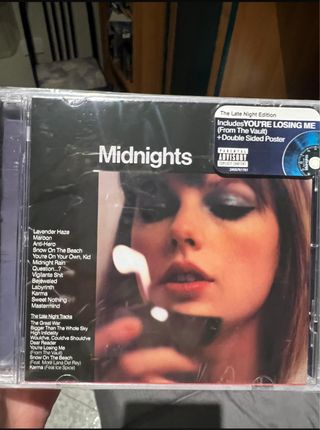 The Late Night Edition
Includes YOU'RE LOSING ME
(From The Vault)
+Double Sided Poster
PARENTAL
ADVISORY
EXPLICIT CONTENT
Midnights
Lavender Haze
Maroon
Anti-Hero
Snow On The Beach
You're On Your Own, Kid
Midnight Rain
Question...?
Vigilante Shit
Bejeweled
Labyrinth
Karma
Sweet Nothing
Mastermind
The Late Night Tracks
The Great War
Bigger Than The Whole Sky
High Infidelity
Would've, Could've Should've
Dear Reader
You're Losing Me
(From The Vault)
Snow On The Beach
(Feat. More Lana Del Rey)
Karma (Feat Ice Spice)